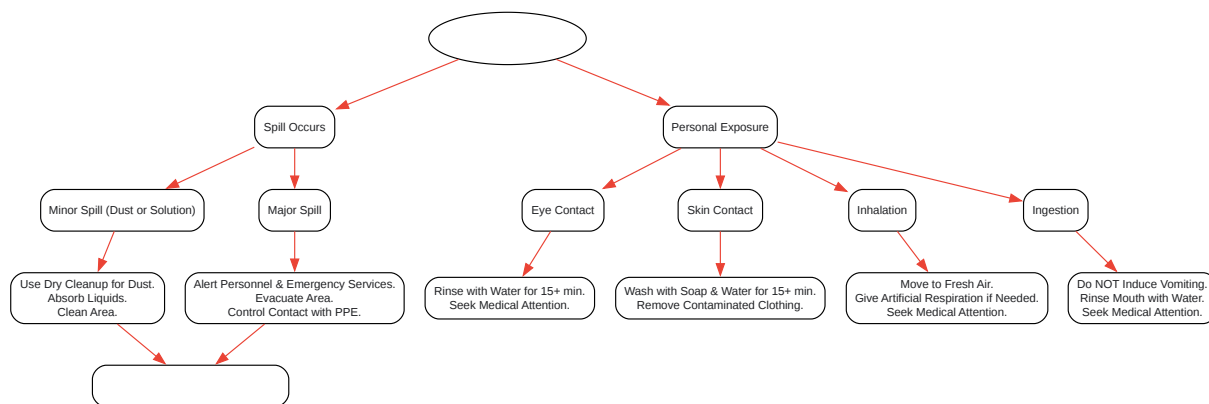 Spill Occurs
Personal Exposure
Minor Spill (Dust or Solution)
Major Spill
Eye Contact
Skin Contact
Inhalation
Ingestion
Use Dry Cleanup for Dust.
Absorb Liquids.
Clean Area.
Alert Personnel & Emergency Services.
Evacuate Area.
Control Contact with PPE.
Rinse with Water for 15+ min.
Seek Medical Attention.
Wash with Soap & Water for 15+ min.
Remove Contaminated Clothing.
Move to Fresh Air.
Give Artificial Respiration if Needed.
Seek Medical Attention.
Do NOT Induce Vomiting.
Rinse Mouth with Water.
Seek Medical Attention.